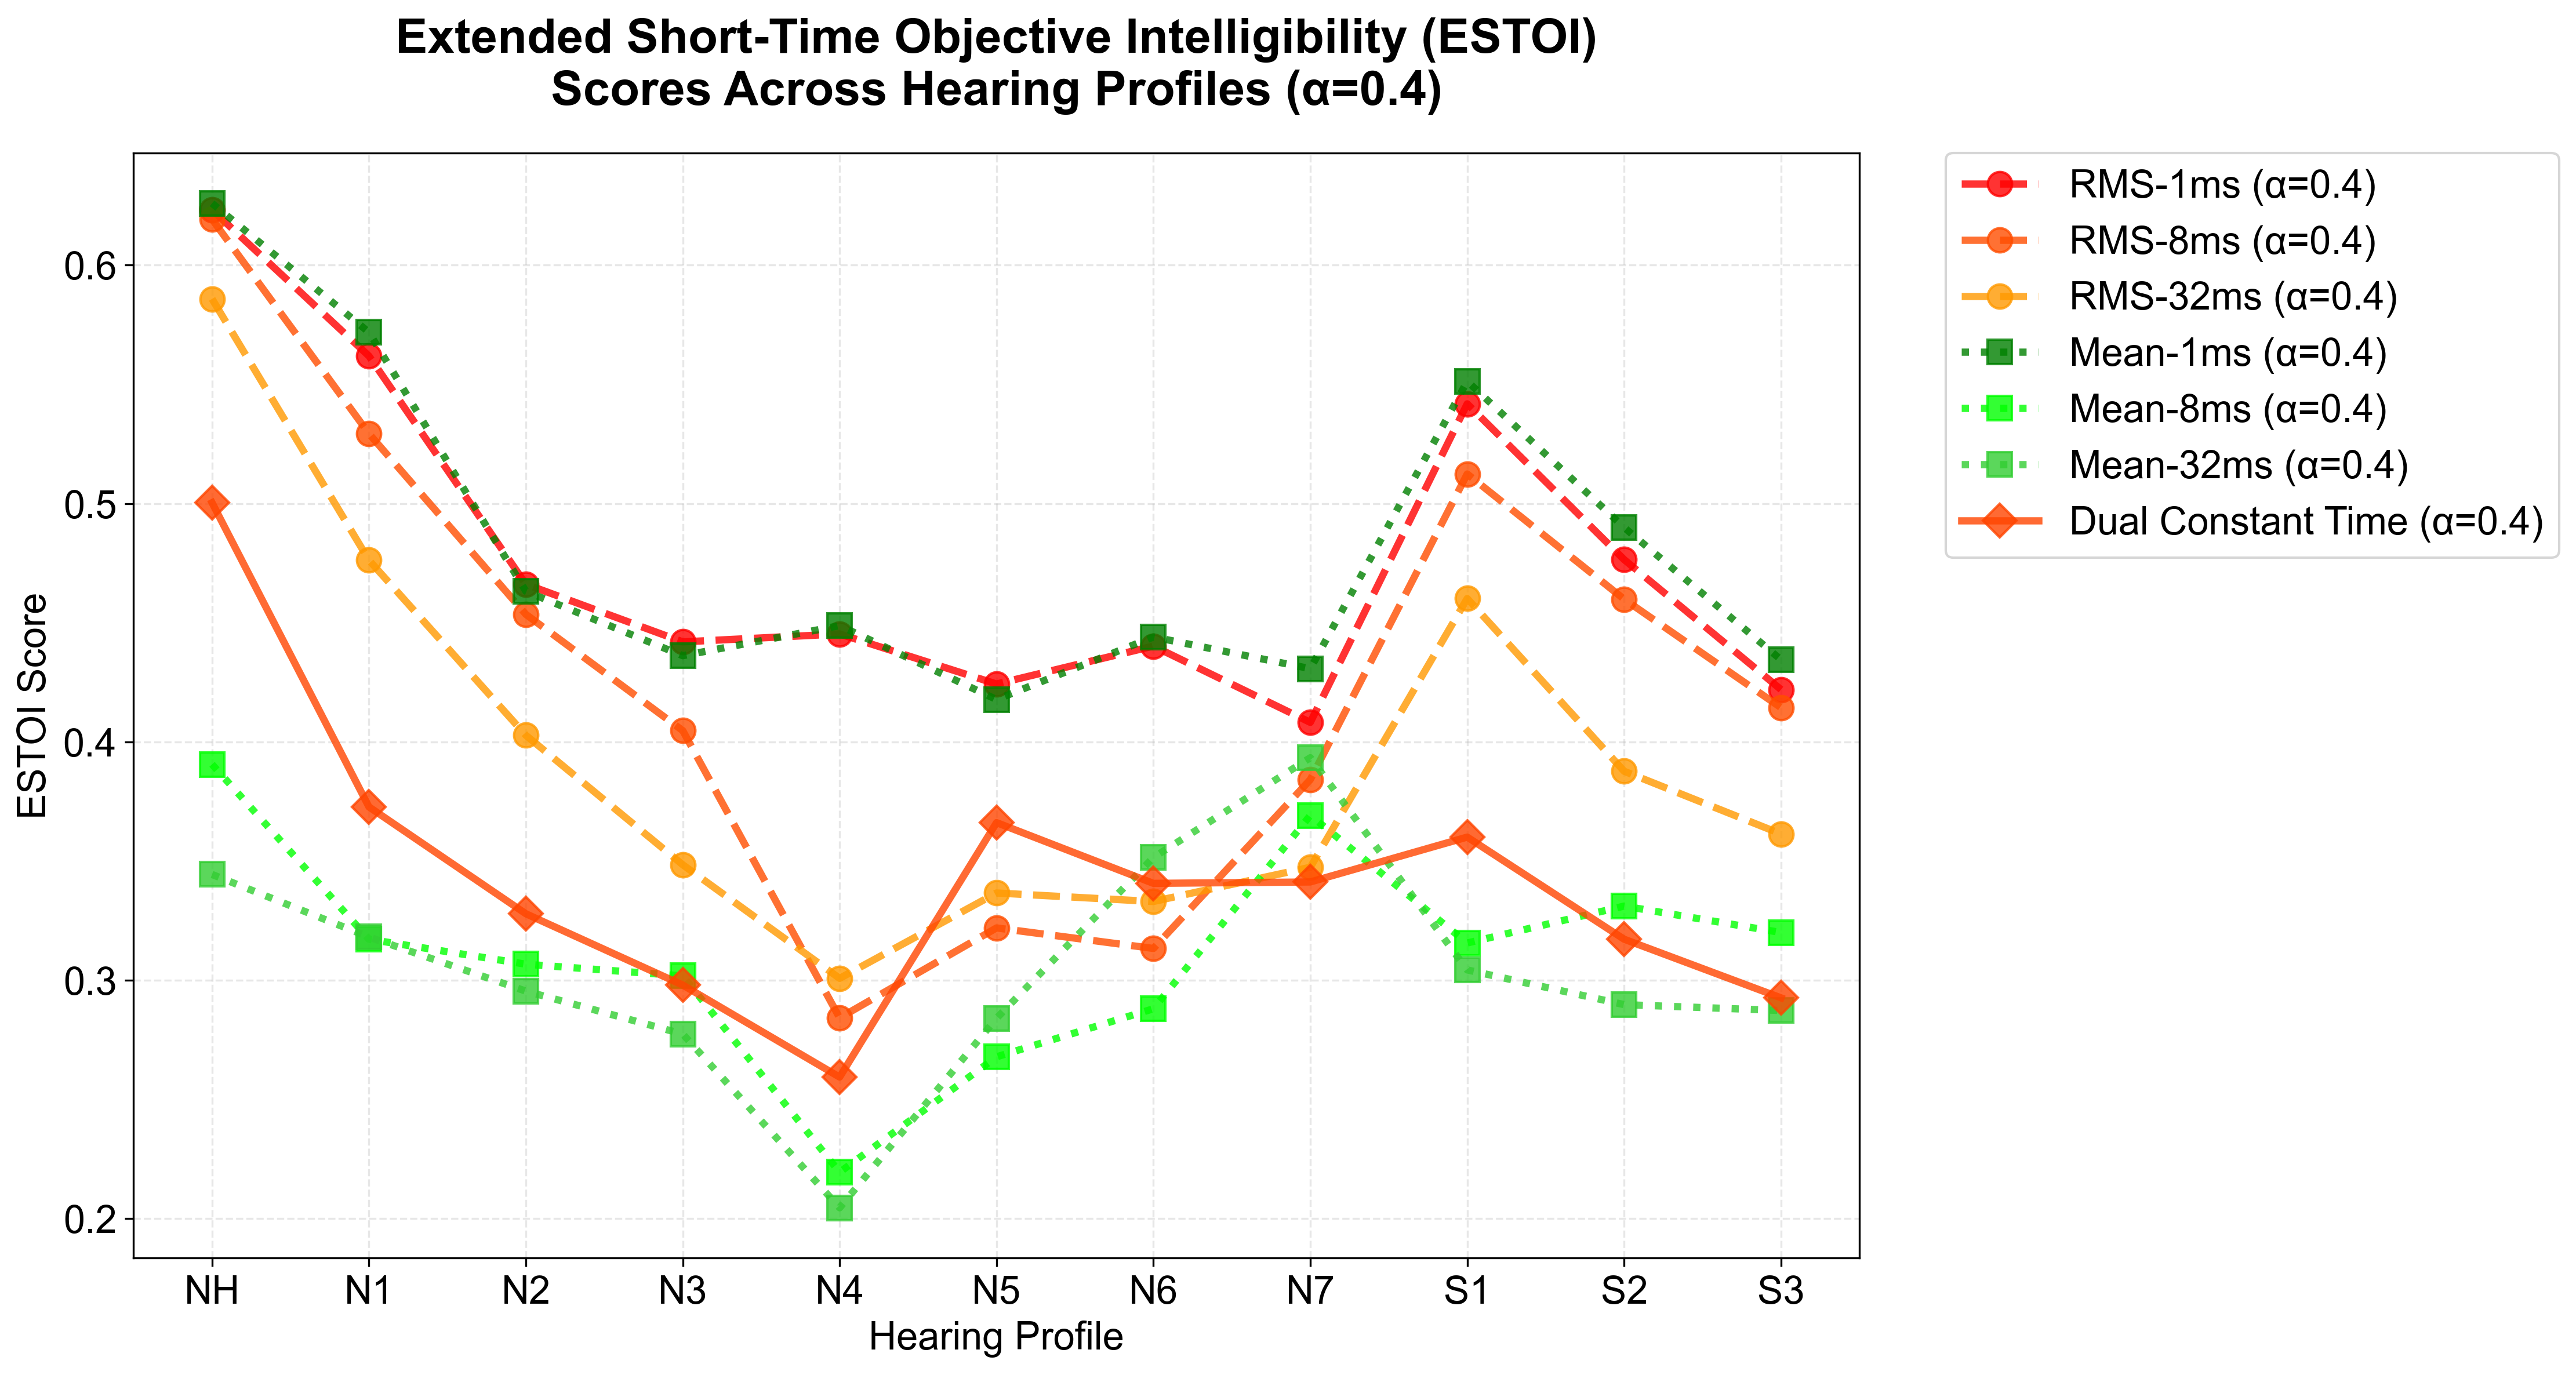 Extended Short-Time Objective Intelligibility (ESTOI)
Scores Across Hearing Profiles (α=0.4)
RMS-1ms (α=0.4)
RMS-8ms (α=0.4)
RMS-32ms (α=0.4)
Mean-1ms (α=0.4)
Mean-8ms (α=0.4)
Mean-32ms (α=0.4)
Dual Constant Time (α=0.4)
ESTOI Score
0.6
0.5
0.4
0.3
0.2
NH N1 N2 N3 N4 N5 N6 N7 S1 S2 S3
Hearing Profile